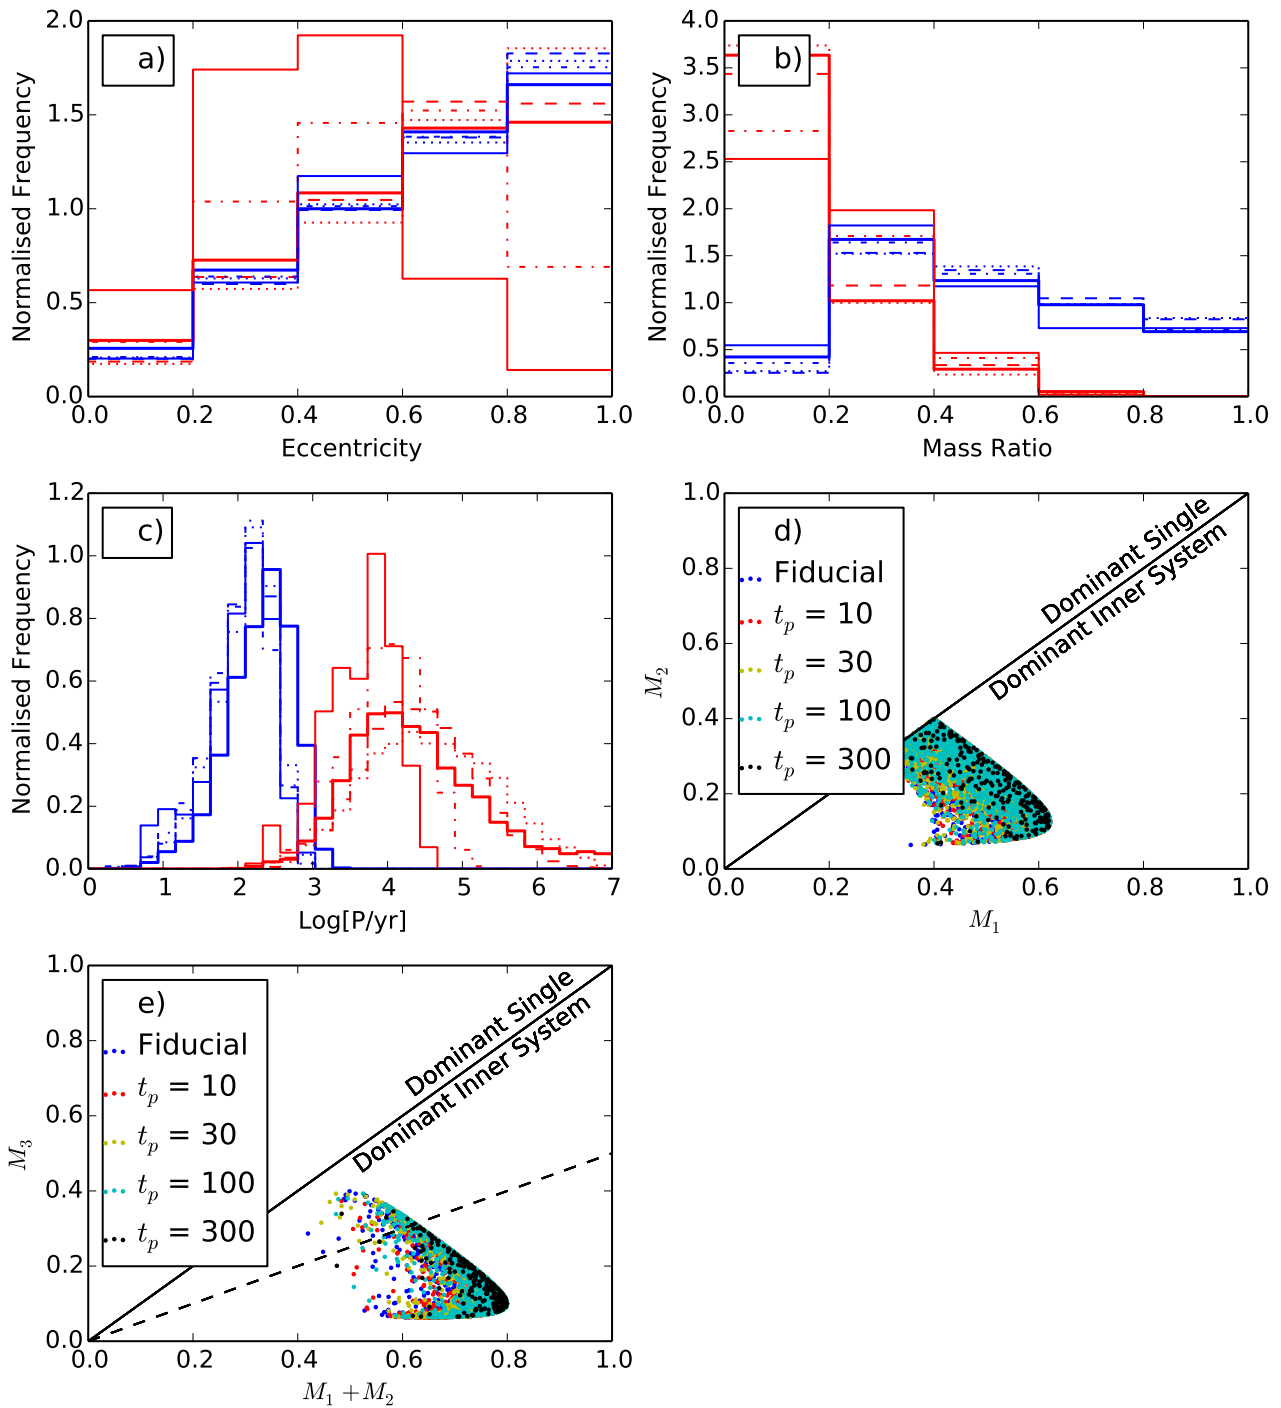 a)
2.0
1.5
1.0
0.5
0.0
Normalised Frequency
0.0 0.2 0.4 0.6 0.8 1.0
Eccentricity
b)
4.0
3.5
3.0
2.5
2.0
1.5
1.0
0.5
0.0
Normalised Frequency
0.0 0.2 0.4 0.6 0.8 1.0
Mass Ratio
c)
1.2
1.0
0.8
0.6
0.4
0.2
0.0
Normalised Frequency
0 1 2 3 4 5 6 7
Log[P/yr]
d)
Fiducial
t_p = 10
t_p = 30
t_p = 100
t_p = 300
Dominant Single
Dominant Inner System
1.0
0.8
0.6
0.4
0.2
0.0
M_2
0.0 0.2 0.4 0.6 0.8 1.0
M_1
e)
Fiducial
t_p = 10
t_p = 30
t_p = 100
t_p = 300
Dominant Single
Dominant Inner System
1.0
0.8
0.6
0.4
0.2
0.0
M_3
0.0 0.2 0.4 0.6 0.8 1.0
M_1 + M_2